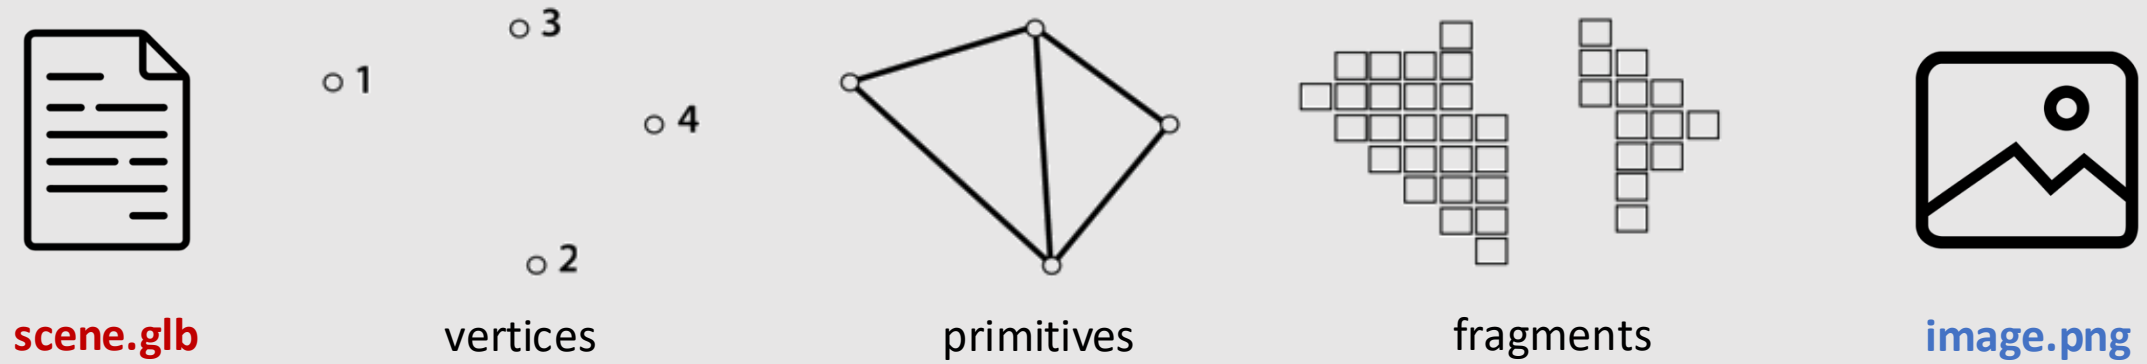 3
1
4
2
scene.glb
vertices
primitives
fragments
image.png